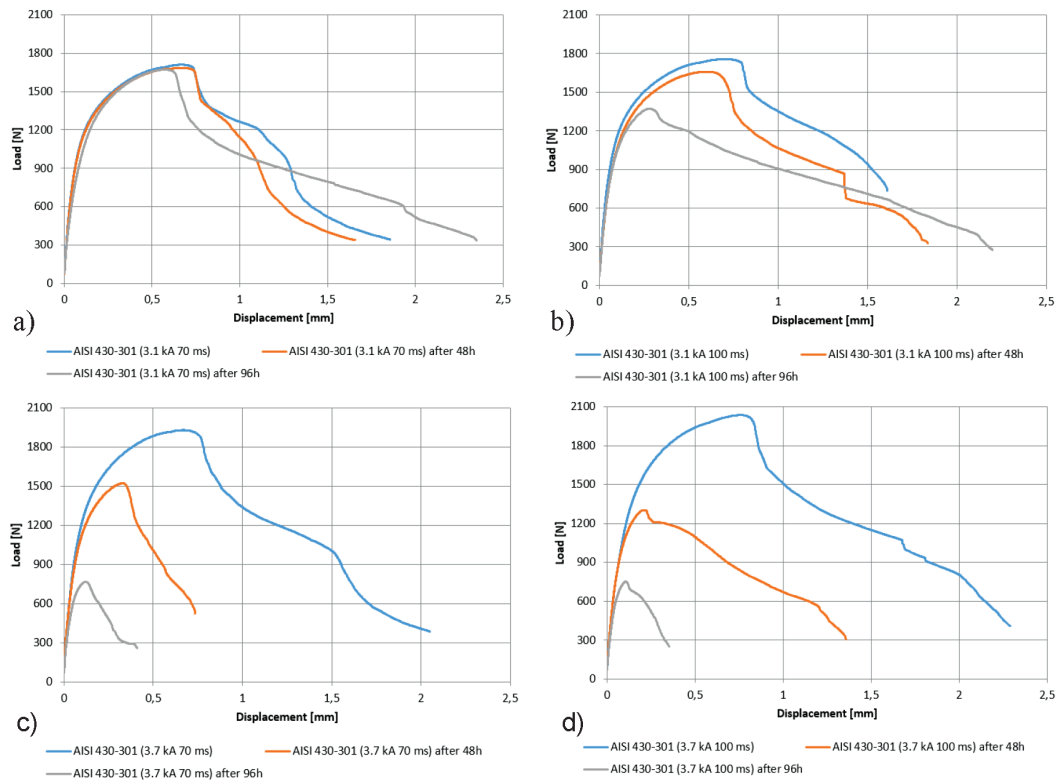 2100
1800
1500
1200
900
600
300
0
Load [N]
0 0,5 1 1,5 2 2,5
Displacement [mm]
a)
AISI 430-301 (3.1 kA 70 ms) AISI 430-301 (3.1 kA 70 ms) after 48h
AISI 430-301 (3.1 kA 70 ms) after 96h
2100
1800
1500
1200
900
600
300
0
Load [N]
0 0,5 1 1,5 2 2,5
Displacement [mm]
b)
AISI 430-301 (3.1 kA 100 ms) AISI 430-301 (3.1 kA 100 ms) after 48h
AISI 430-301 (3.1 kA 100 ms) after 96h
2100
1800
1500
1200
900
600
300
0
Load [N]
0 0,5 1 1,5 2 2,5
Displacement [mm]
c)
AISI 430-301 (3.7 kA 70 ms) AISI 430-301 (3.7 kA 70 ms) after 48h
AISI 430-301 (3.7 kA 70 ms) after 96h
2100
1800
1500
1200
900
600
300
0
Load [N]
0 0,5 1 1,5 2 2,5
Displacement [mm]
d)
AISI 430-301 (3.7 kA 100 ms) AISI 430-301 (3.7 kA 100 ms) after 48h
AISI 430-301 (3.7 kA 100 ms) after 96h